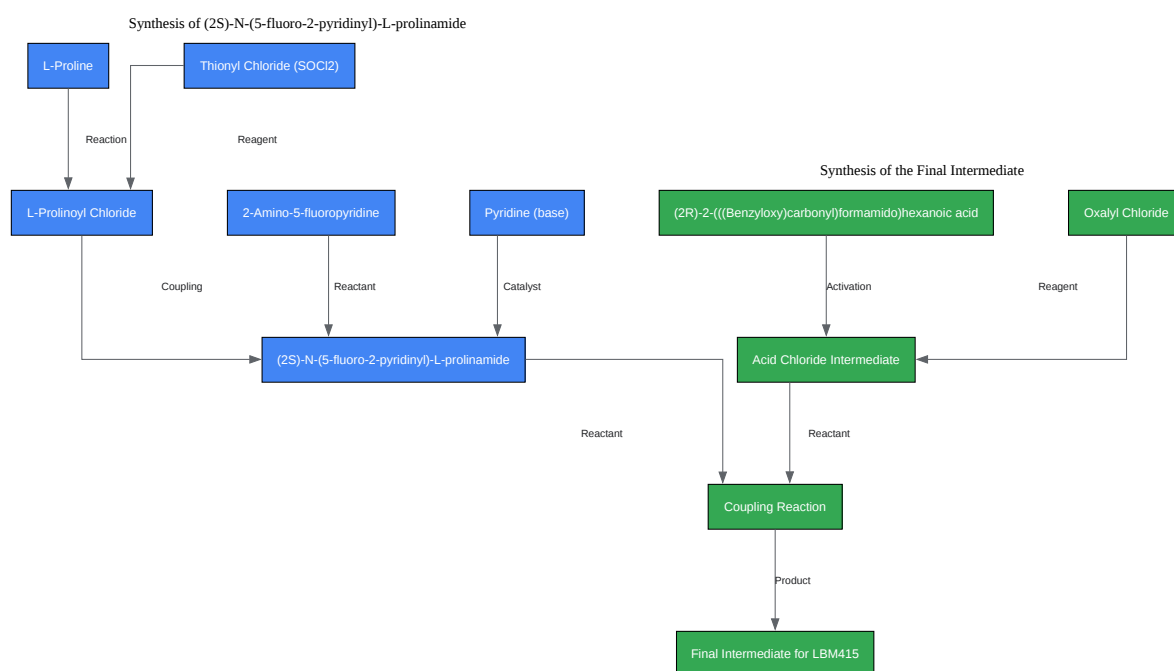 Synthesis of (2S)-N-(5-fluoro-2-pyridinyl)-L-prolinamide
L-Proline
Thionyl Chloride (SOCl2)
Reaction
Reagent
Synthesis of the Final Intermediate
L-Prolinoyl Chloride
2-Amino-5-fluoropyridine
Pyridine (base)
(2R)-2-(((Benzyloxy)carbonyl)formamido)hexanoic acid
Oxalyl Chloride
Coupling
Reactant
Catalyst
Activation
Reagent
(2S)-N-(5-fluoro-2-pyridinyl)-L-prolinamide
Acid Chloride Intermediate
Reactant
Reactant
Coupling Reaction
Product
Final Intermediate for LBM415